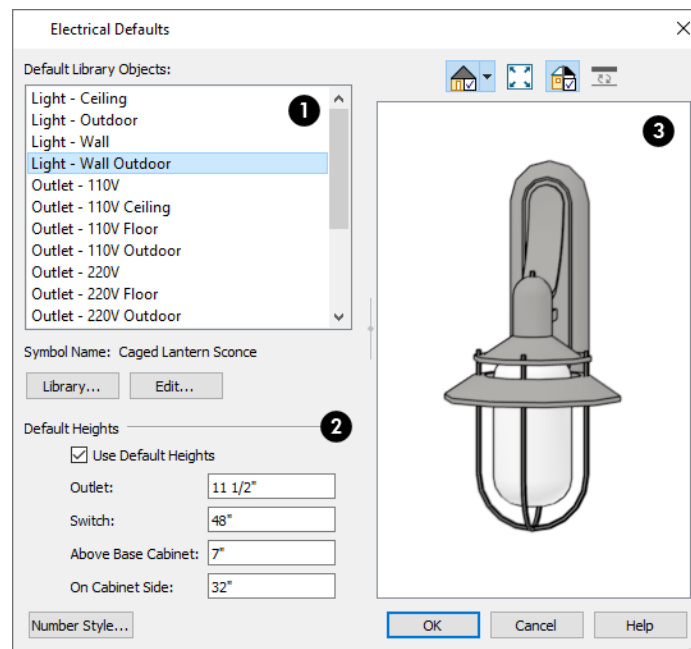 Electrical Defaults
Default Library Objects:
Light - Ceiling
Light - Outdoor
Light - Wall
Light - Wall Outdoor
Outlet - 110V
Outlet - 110V Ceiling
Outlet - 110V Floor
Outlet - 110V Outdoor
Outlet - 220V
Outlet - 220V Floor
Outlet - 220V Outdoor
1
Symbol Name: Caged Lantern Sconce
Library... Edit...
Default Heights 2
Use Default Heights
Outlet: 11 1/2"
Switch: 48"
Above Base Cabinet: 7"
On Cabinet Side: 32"
Number Style...
3
OK Cancel Help